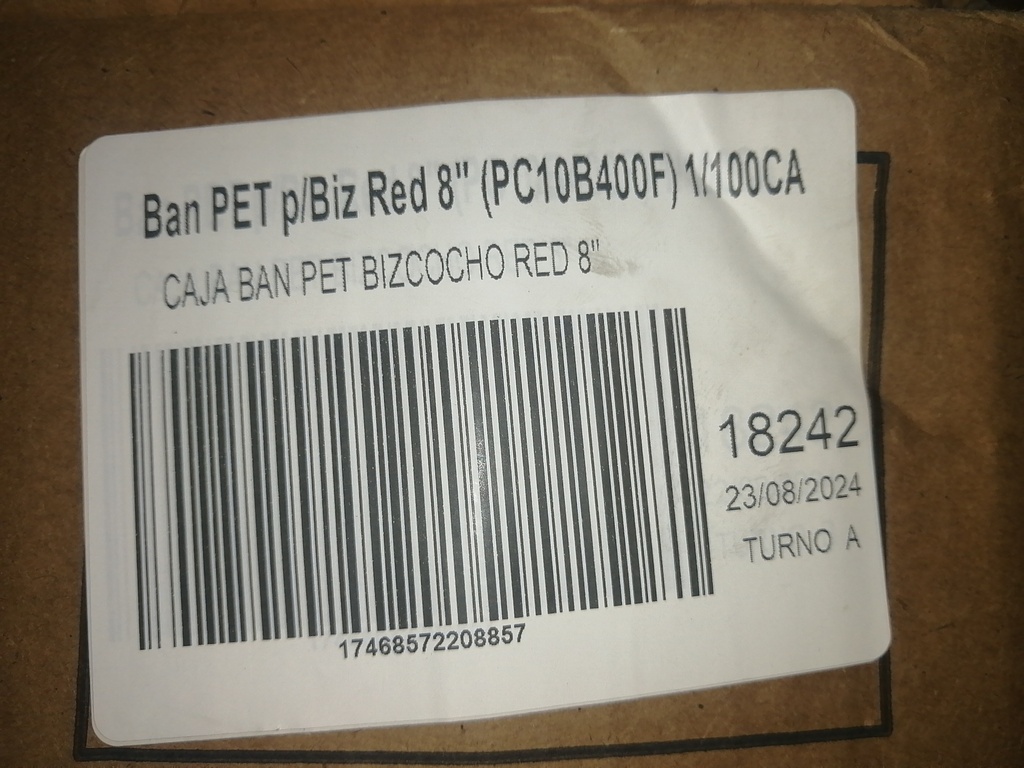 Ban PET p/Biz Red 8" (PC10B400F) 1/100CA
CAJA BAN PET BIZCOCHO RED 8"
18242
23/08/2024
TURNO A
17468572208857